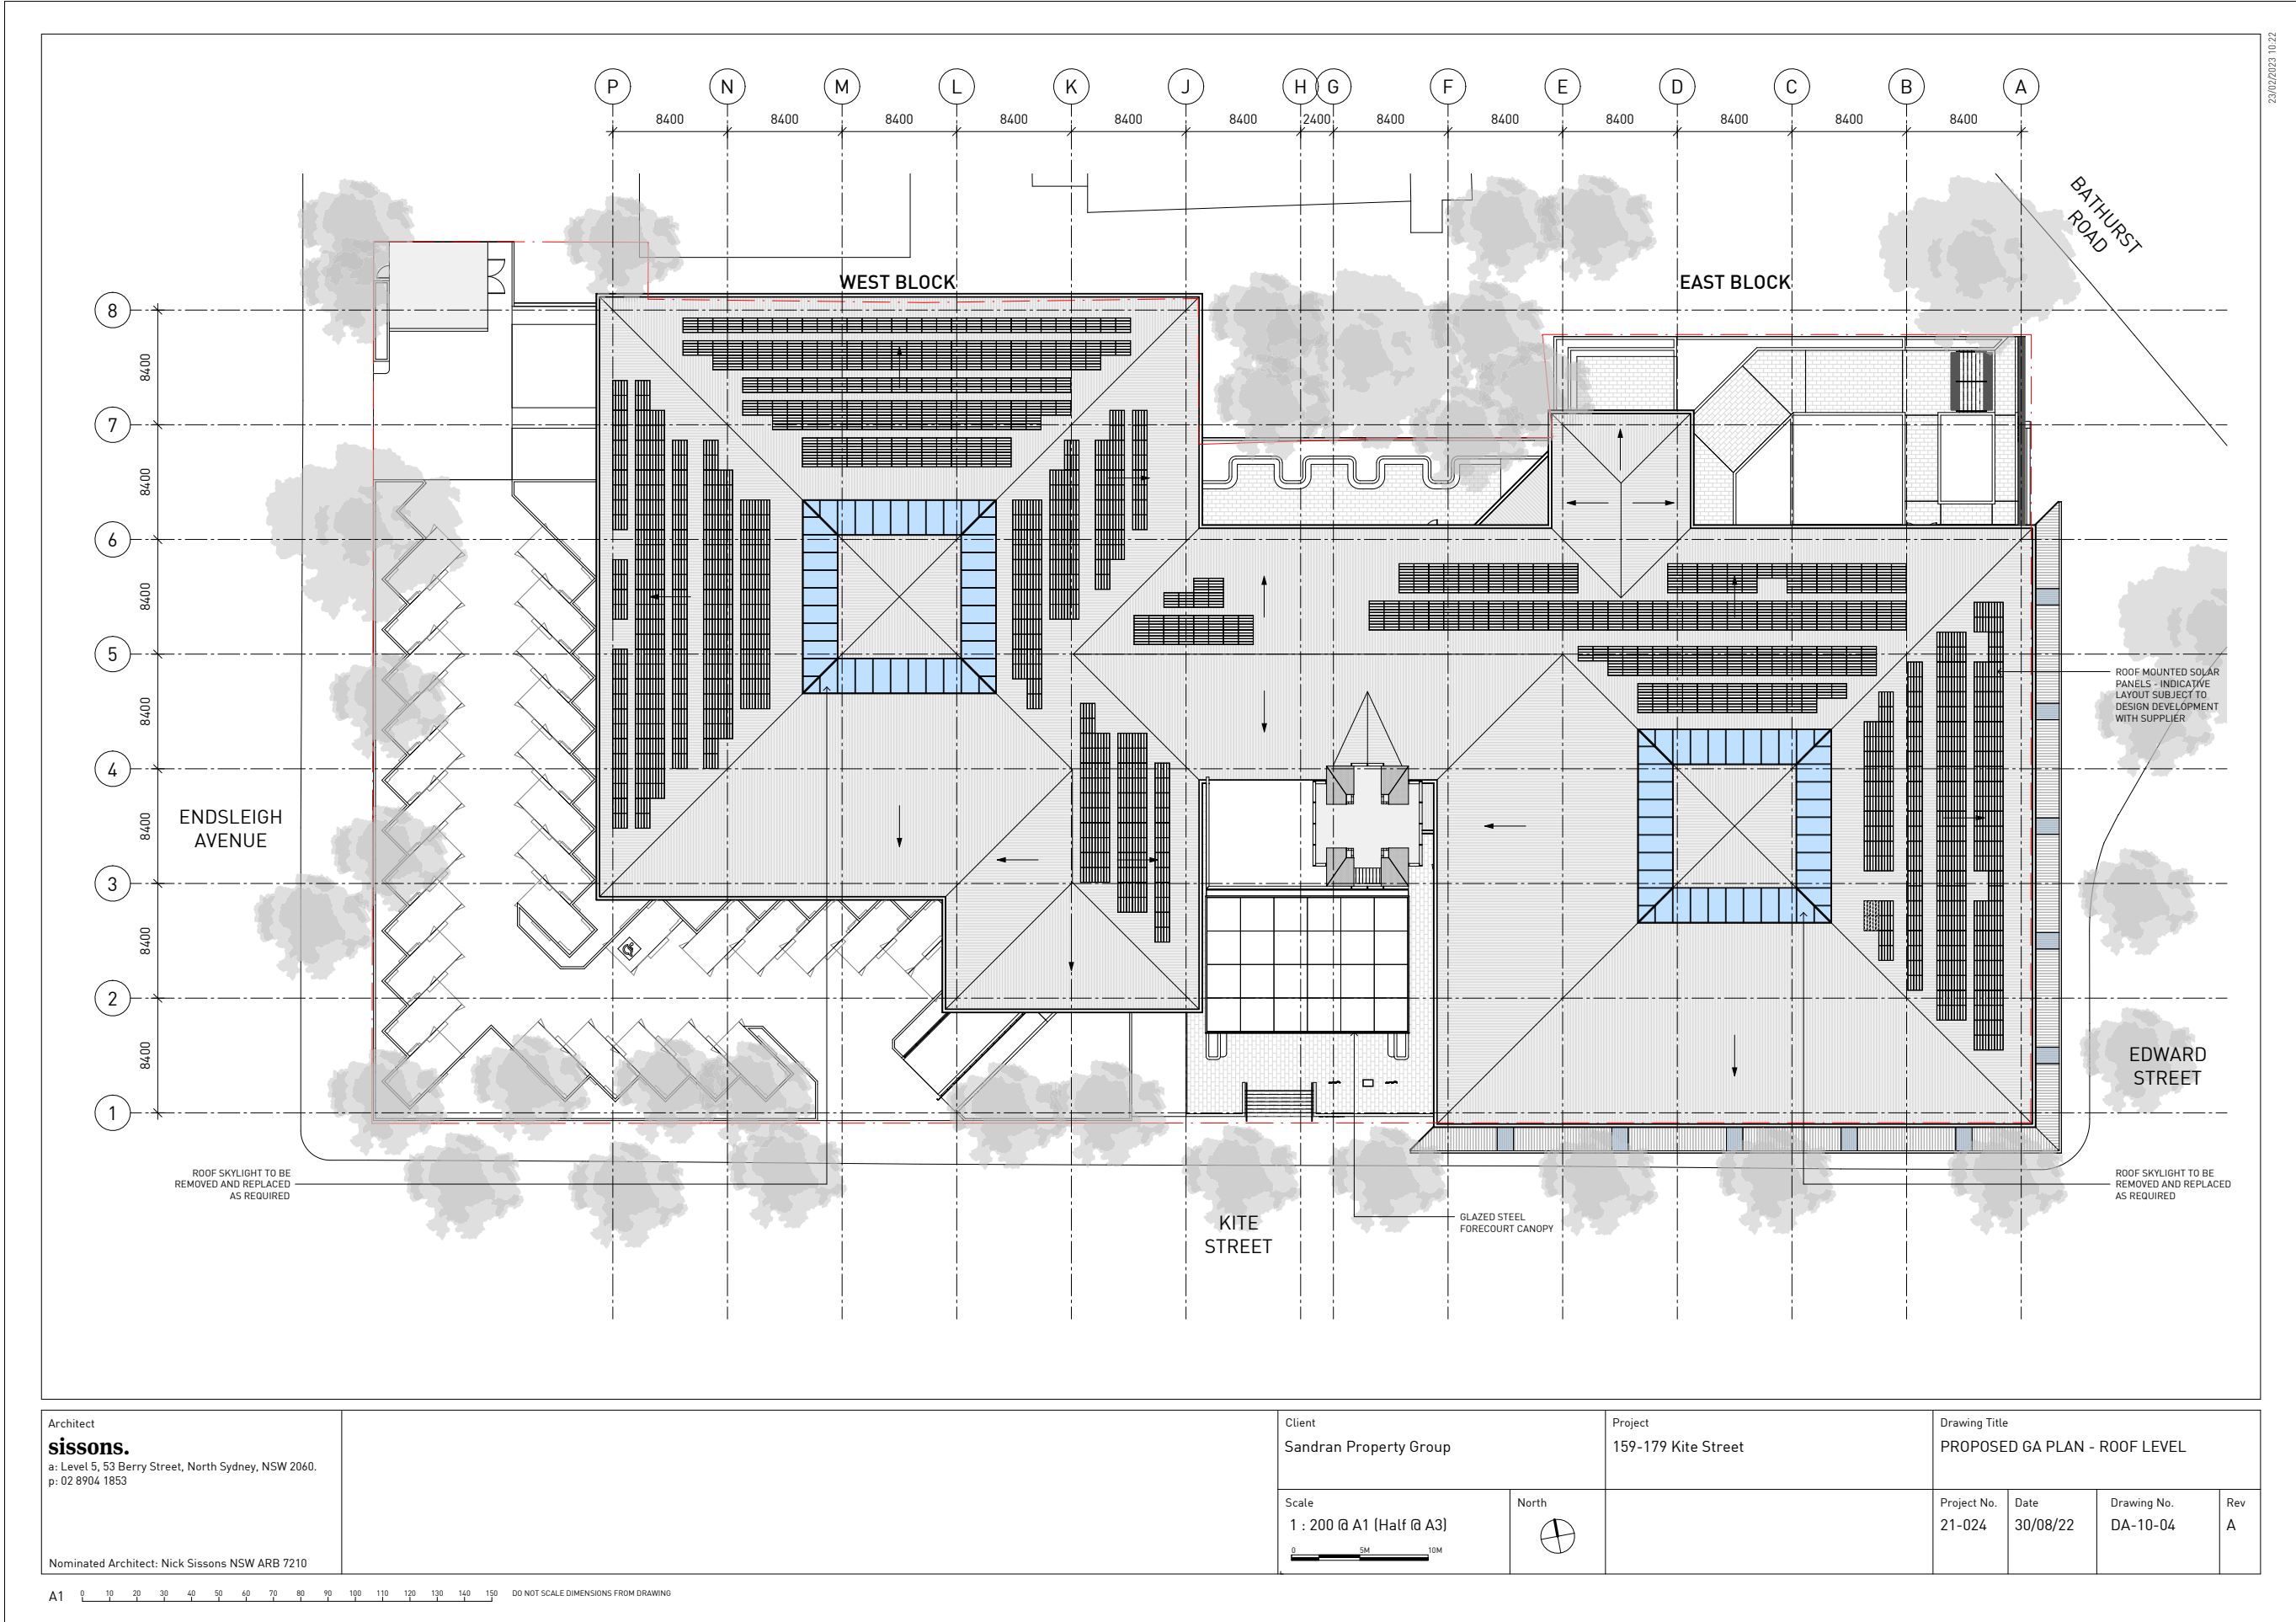 23/02/2023 10:22
P N M L K J H G F E D C B A
8400 8400 8400 8400 8400 8400 2400 8400 8400 8400 8400 8400 8400
BATHURST
ROAD
WEST BLOCK
EAST BLOCK
8
8400
7
8400
6
8400
5
8400
4
8400
3
8400
2
8400
1
ROOF MOUNTED SOLAR
PANELS - INDICATIVE
LAYOUT SUBJECT TO
DESIGN DEVELOPMENT
WITH SUPPLIER
ENDSLEIGH
AVENUE
EDWARD
STREET
ROOF SKYLIGHT TO BE
REMOVED AND REPLACED
AS REQUIRED
ROOF SKYLIGHT TO BE
REMOVED AND REPLACED
AS REQUIRED
GLAZED STEEL
FORECOURT CANOPY
KITE
STREET
Architect
sissons.
a: Level 5, 53 Berry Street, North Sydney, NSW 2060.
p: 02 8904 1853
Nominated Architect: Nick Sissons NSW ARB 7210
Client
Sandran Property Group
Project
159-179 Kite Street
Drawing Title
PROPOSED GA PLAN - ROOF LEVEL
Scale
1 : 200 @ A1 (Half @ A3)
0 5M 10M
North
Project No.
21-024
Date
30/08/22
Drawing No.
DA-10-04
Rev
A
A1 0 10 20 30 40 50 60 70 80 90 100 110 120 130 140 150 DO NOT SCALE DIMENSIONS FROM DRAWING